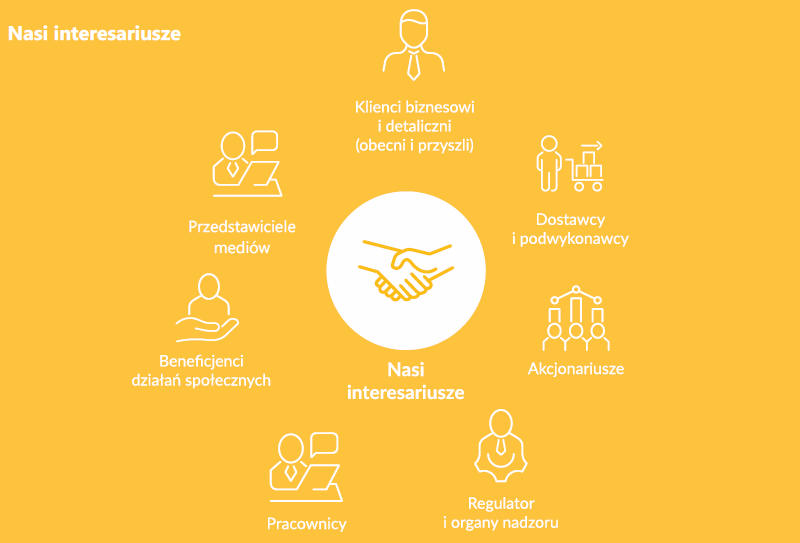 Nasi interesariusze
Klienci biznesowi
i detaliczni
(obecni i przyszli)
Dostawcy
i podwykonawcy
Przedstawiciele
mediów
Akcjonariusze
Beneficjenci
działań społecznych
Nasi
interesariusze
Regulator
i organy nadzoru
Pracownicy